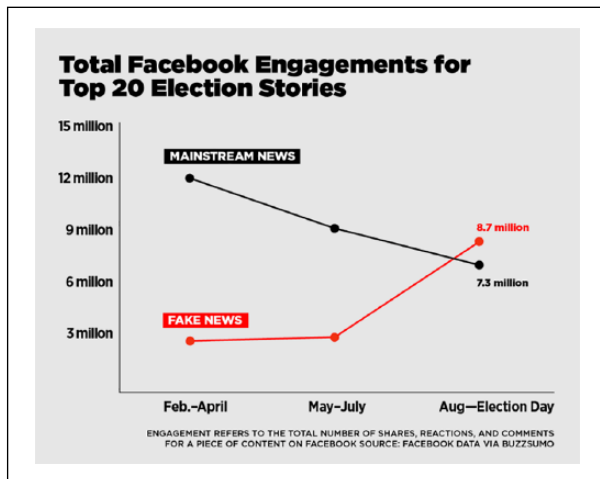 Total Facebook Engagements for
Top 20 Election Stories
15 million
MAINSTREAM NEWS
12 million
9 million
8.7 million
6 million
7.3 million
FAKE NEWS
3 millon
Feb.–April May–July Aug—Election Day
ENGAGEMENT REFERS TO THE TOTAL NUMBER OF SHARES, REACTIONS, AND COMMENTS
FOR A PIECE OF CONTENT ON FACEBOOK SOURCE: FACEBOOK DATA VIA BUZZSUMO